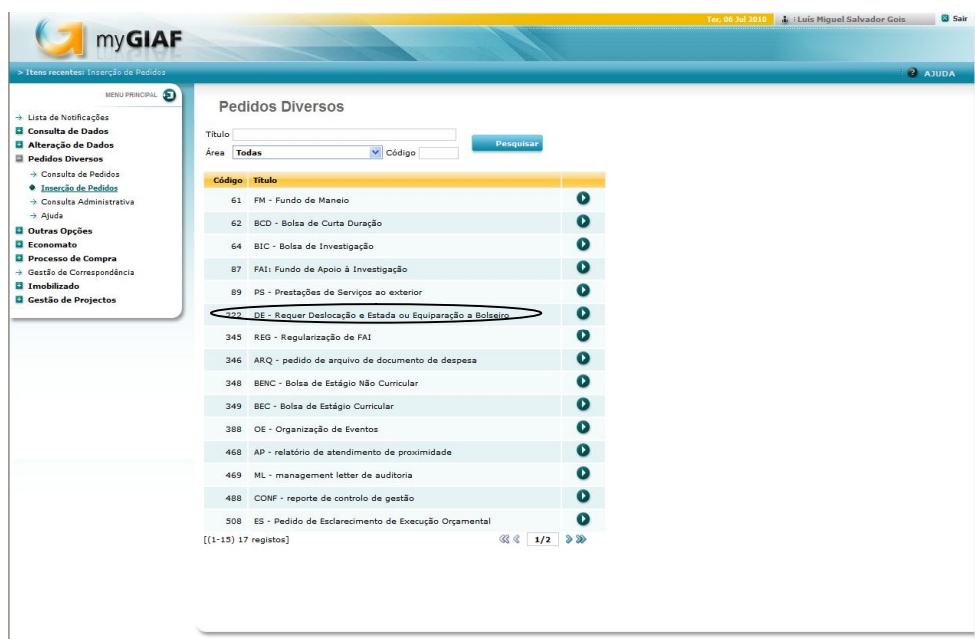 Ter, 06 Jul 2010 : Luís Miguel Salvador Gois Sair
myGIAF
> Itens recentes: Inserção de Pedidos AJUDA
MENU PRINCIPAL
Lista de Notificações
Consulta de Dados
Alteração de Dados
Pedidos Diversos
Consulta de Pedidos
Inserção de Pedidos
Consulta Administrativa
Ajuda
Outras Opções
Economato
Processo de Compra
Gestão de Correspondência
Imobilizado
Gestão de Projectos
Pedidos Diversos
Título
Pesquisar
Área Todas Código
Código Título
61 FM - Fundo de Maneio
62 BCD - Bolsa de Curta Duração
64 BIC - Bolsa de Investigação
87 FAI: Fundo de Apoio à Investigação
89 PS - Prestações de Serviços ao exterior
322 DE - Requer Deslocação e Estada ou Equiparação a Bolseiro
345 REG - Regularização de FAI
346 ARQ - pedido de arquivo de documento de despesa
348 BENC - Bolsa de Estágio Não Curricular
349 BEC - Bolsa de Estágio Curricular
388 OE - Organização de Eventos
468 AP - relatório de atendimento de proximidade
469 ML - management letter de auditoria
488 CONF - reporte de controlo de gestão
508 ES - Pedido de Esclarecimento de Execução Orçamental
[(1-15) 17 registos] 1/2